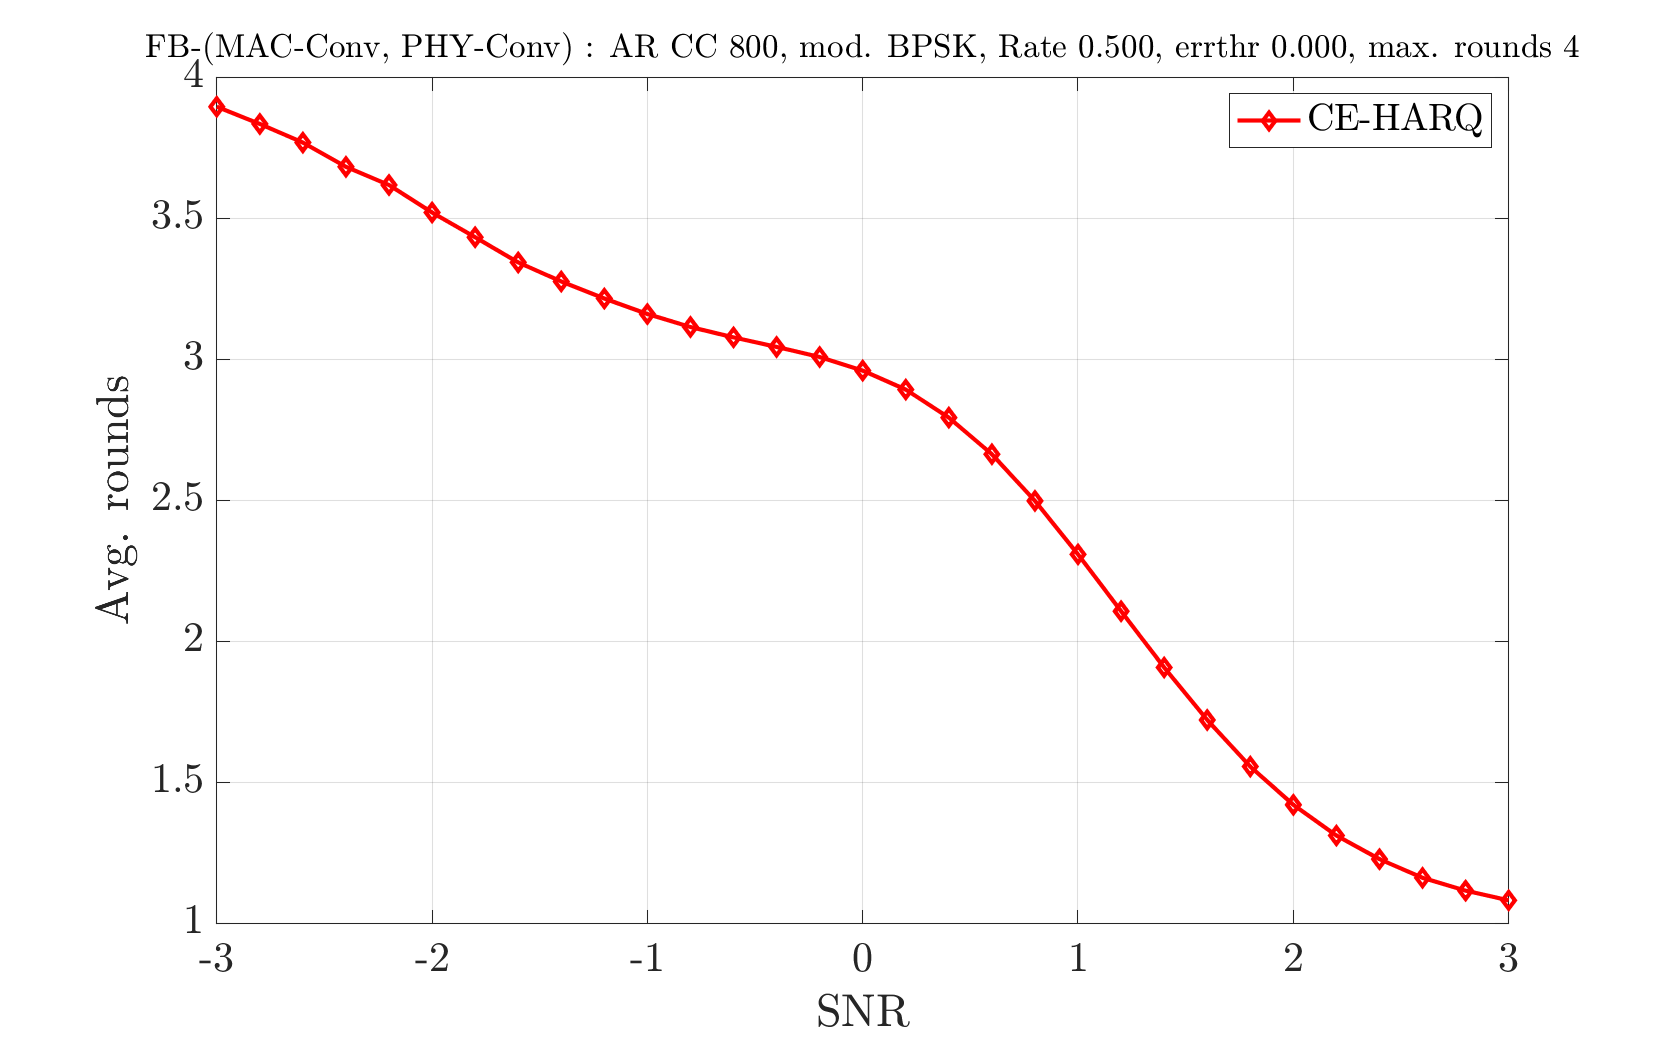 FB-(MAC-Conv, PHY-Conv) : AR CC 800, mod. BPSK, Rate 0.500, errthr 0.000, max. rounds 4
CE-HARQ
Avg. rounds
4
3.5
3
2.5
2
1.5
1
-3 -2 -1 0 1 2 3
SNR